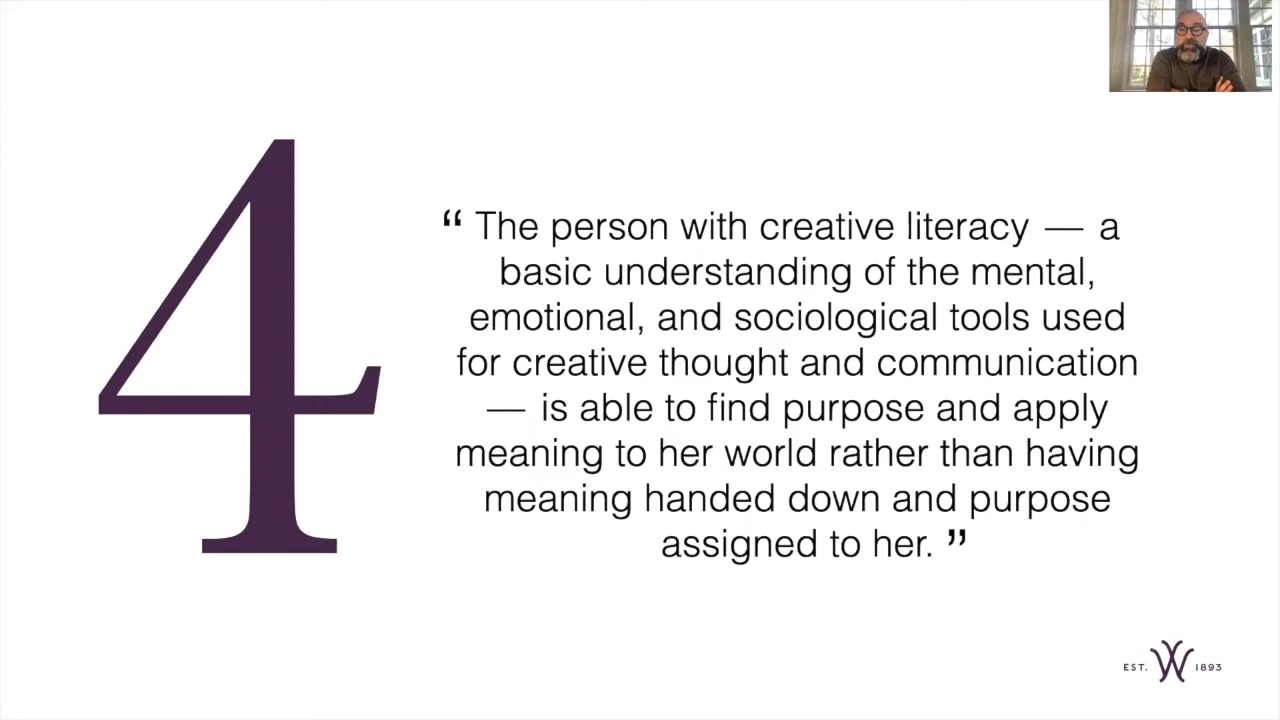 4
“ The person with creative literacy — a
basic understanding of the mental,
emotional, and sociological tools used
for creative thought and communication
— is able to find purpose and apply
meaning to her world rather than having
meaning handed down and purpose
assigned to her. ”
EST. W 1893